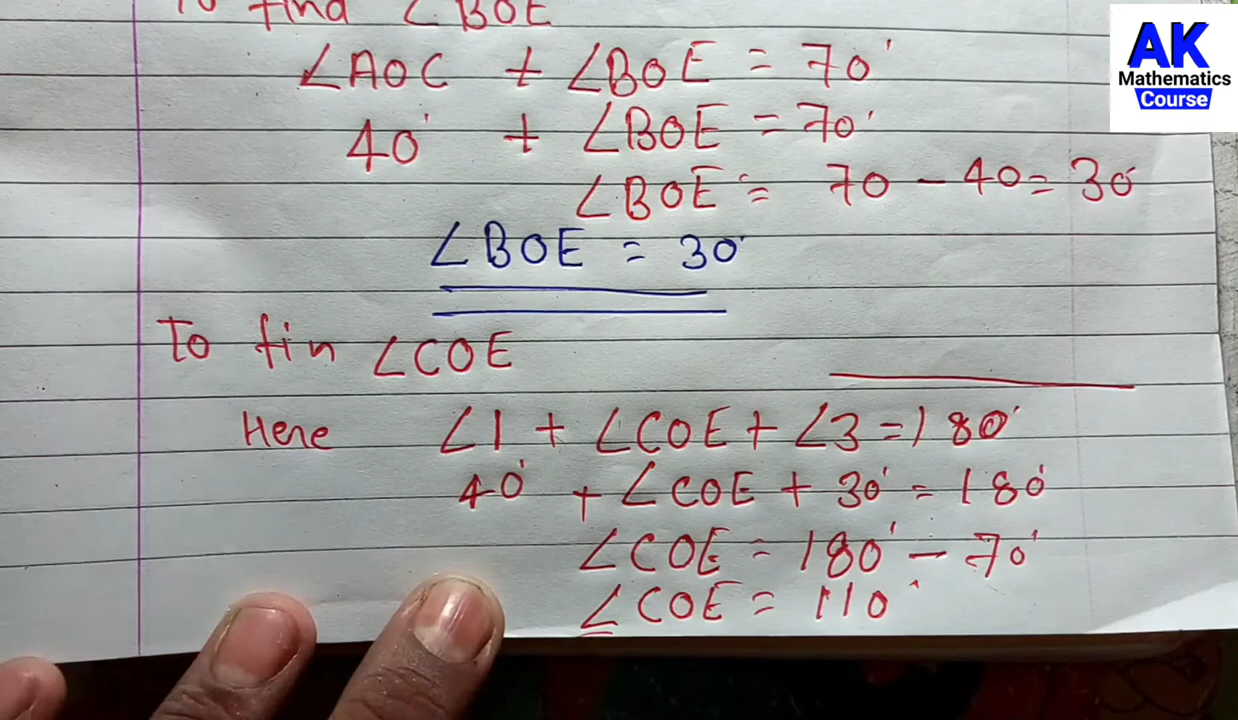 To find ∠BOE
∠AOC + ∠BOE = 70°
40° + ∠BOE = 70°
∠BOE = 70 - 40 = 30°
∠BOE = 30°
To fin ∠COE
Here ∠1 + ∠COE + ∠3 = 180°
40° + ∠COE + 30° = 180°
∠COE = 180° - 70°
∠COE = 110°
AK
Mathematics
Course